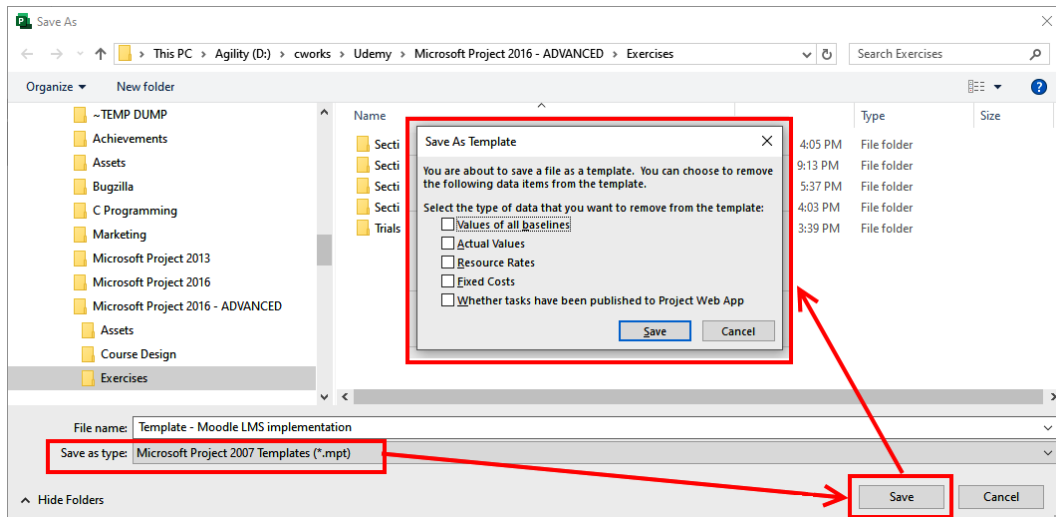 Save As
This PC > Agility (D:) > cworks > Udemy > Microsoft Project 2016 - ADVANCED > Exercises
Search Exercises
Organize
New folder
~TEMP DUMP
Achievements
Assets
Bugzilla
C Programming
Marketing
Microsoft Project 2013
Microsoft Project 2016
Microsoft Project 2016 - ADVANCED
Assets
Course Design
Exercises
Name Type Size
Secti 4:05 PM File folder
Secti 9:13 PM File folder
Secti 5:37 PM File folder
Secti 4:03 PM File folder
Trials 3:39 PM File folder
Save As Template
You are about to save a file as a template. You can choose to remove
the following data items from the template.
Select the type of data that you want to remove from the template:
Values of all baselines
Actual Values
Resource Rates
Fixed Costs
Whether tasks have been published to Project Web App
Save Cancel
File name: Template - Moodle LMS implementation
Save as type: Microsoft Project 2007 Templates (*.mpt)
Hide Folders
Save Cancel